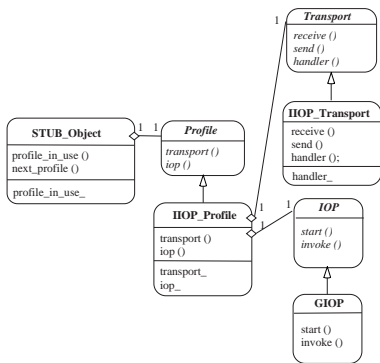 Transport
receive ()
send ()
handler ()
1
IIOP_Transport
receive ()
send ()
handler ();
handler_
STUB_Object
profile_in_use ()
next_profile ()
profile_in_use_
1 1
Profile
transport ()
iop ()
IIOP_Profile
transport ()
iop ()
transport_
iop_
1
1
1
IOP
start ()
invoke ()
GIOP
start ()
invoke ()